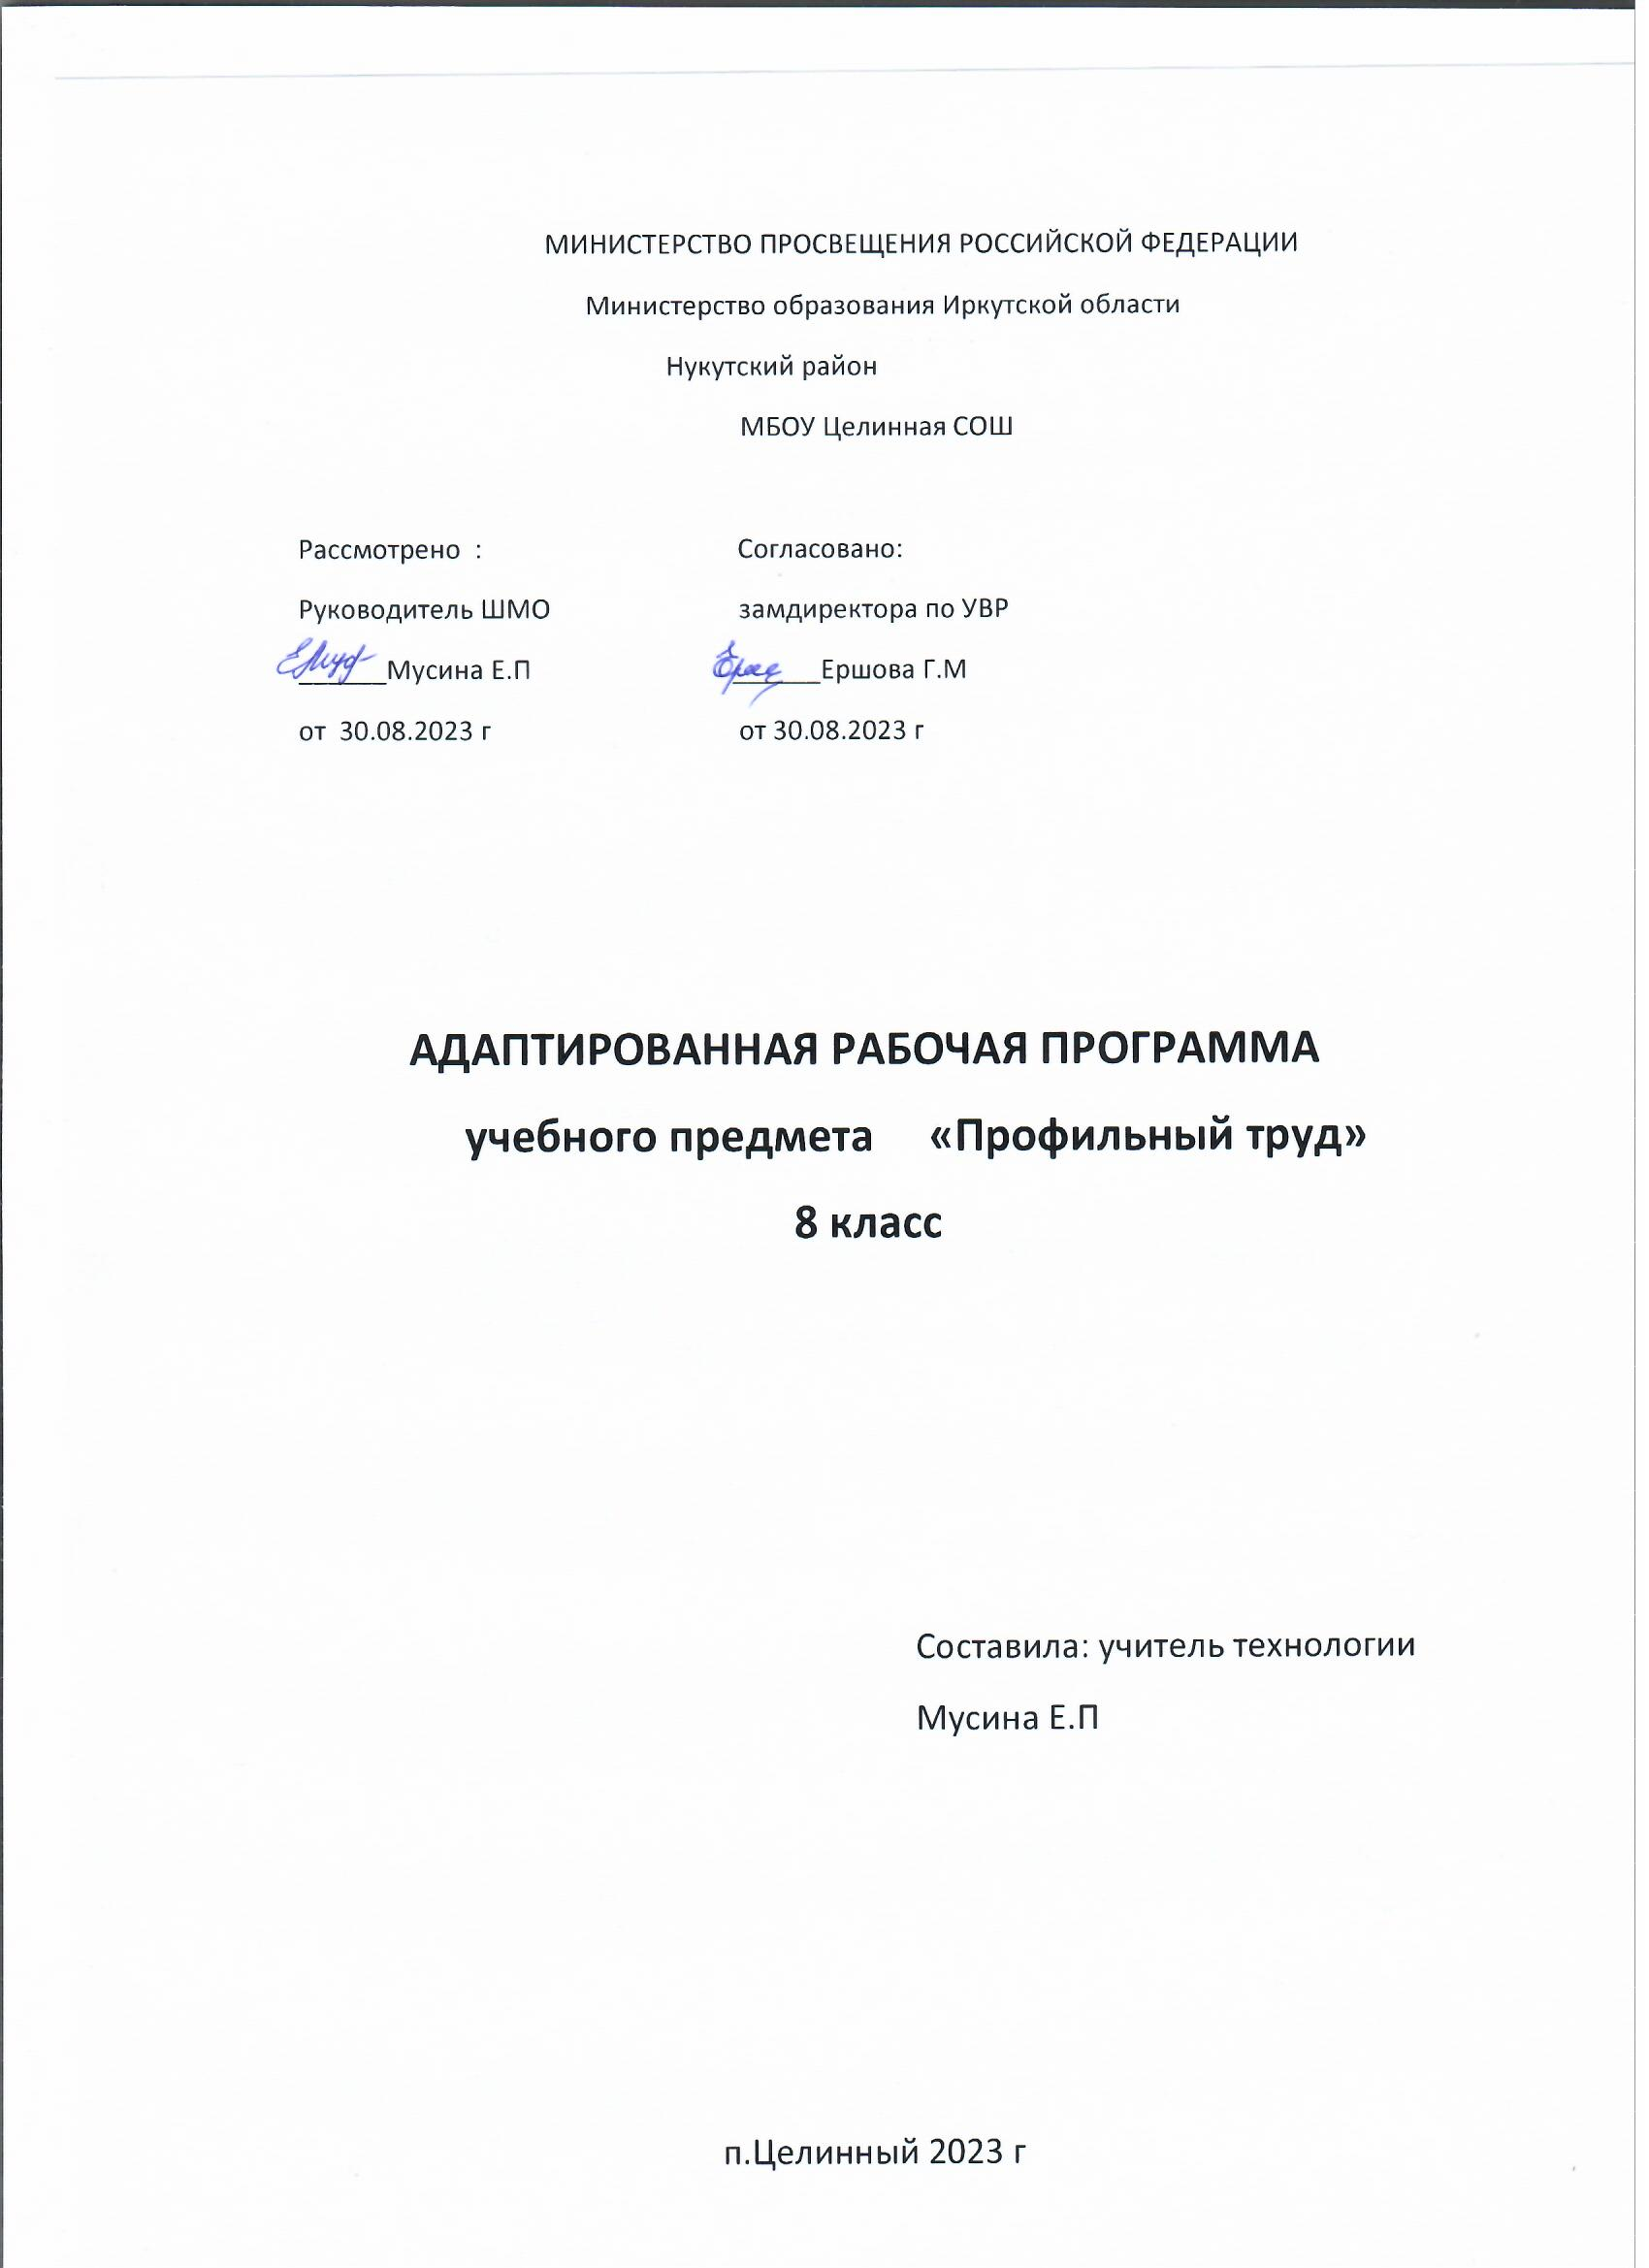 МИНИСТЕРСТВО ПРОСВЕЩЕНИЯ РОССИЙСКОЙ ФЕДЕРАЦИИ
Министерство образования Иркутской области
Нукутский район
МБОУ Целинная СОШ
Рассмотрено : Согласовано:
Руководитель ШМО замдиректора по УВР
______Мусина Е.П ______Ершова Г.М
от 30.08.2023 г от 30.08.2023 г
АДАПТИРОВАННАЯ РАБОЧАЯ ПРОГРАММА
учебного предмета «Профильный труд»
8 класс
Составила: учитель технологии
Мусина Е.П
п.Целинный 2023 г